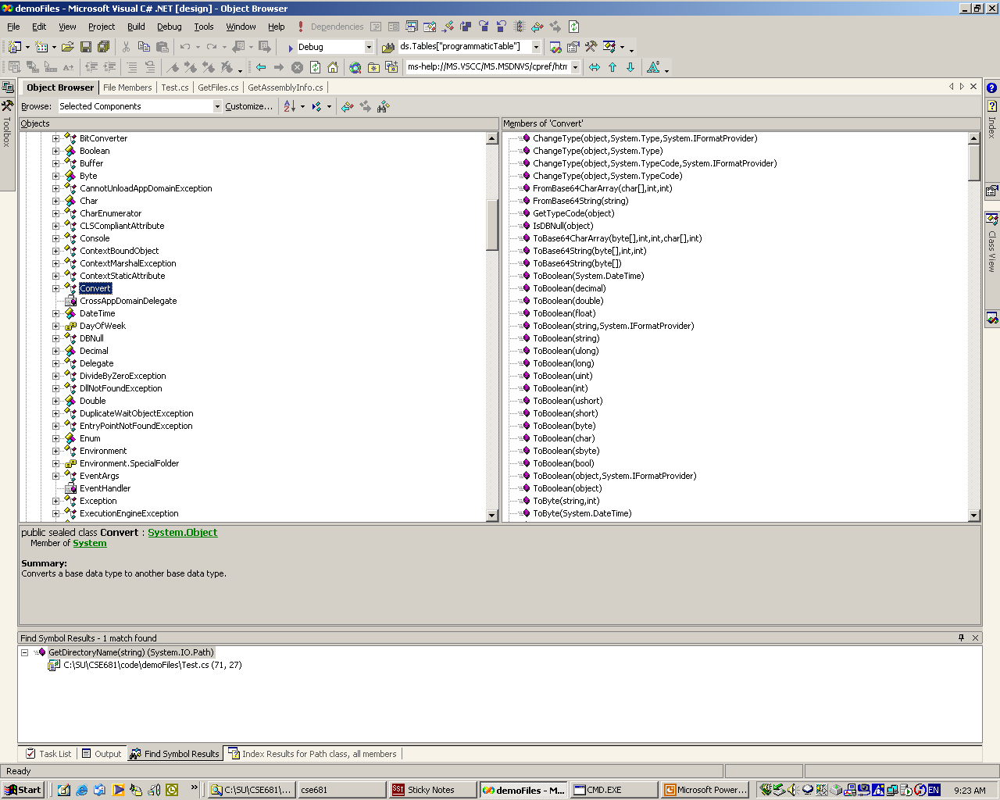 demoFiles - Microsoft Visual C# .NET [design] - Object Browser
File Edit View Project Build Debug Tools Window Help Dependencies
Debug ds.Tables["programmaticTable"]
ms-help://MS.VSCC/MS.MSDNVS/cpref/htm
Object Browser File Members Test.cs GetFiles.cs GetAssemblyInfo.cs
Browse: Selected Components Customize...
Toolbox
Objects
BitConverter
Boolean
Buffer
Byte
CannotUnloadAppDomainException
Char
CharEnumerator
CLSCompliantAttribute
Console
ContextBoundObject
ContextMarshalException
ContextStaticAttribute
Convert
CrossAppDomainDelegate
DateTime
DayOfWeek
DBNull
Decimal
Delegate
DivideByZeroException
DllNotFoundException
Double
DuplicateWaitObjectException
EntryPointNotFoundException
Enum
Environment
Environment.SpecialFolder
EventArgs
EventHandler
Exception
ExecutionEngineException
Members of 'Convert'
ChangeType(object,System.Type,System.IFormatProvider)
ChangeType(object,System.Type)
ChangeType(object,System.TypeCode,System.IFormatProvider)
ChangeType(object,System.TypeCode)
FromBase64CharArray(char[],int,int)
FromBase64String(string)
GetTypeCode(object)
IsDBNull(object)
ToBase64CharArray(byte[],int,int,char[],int)
ToBase64String(byte[],int,int)
ToBase64String(byte[])
ToBoolean(System.DateTime)
ToBoolean(decimal)
ToBoolean(double)
ToBoolean(float)
ToBoolean(string,System.IFormatProvider)
ToBoolean(string)
ToBoolean(ulong)
ToBoolean(long)
ToBoolean(uint)
ToBoolean(int)
ToBoolean(ushort)
ToBoolean(short)
ToBoolean(byte)
ToBoolean(char)
ToBoolean(sbyte)
ToBoolean(bool)
ToBoolean(object,System.IFormatProvider)
ToBoolean(object)
ToByte(string,int)
ToByte(System.DateTime)
Index
Class View
public sealed class Convert : System.Object
Member of System
Summary:
Converts a base data type to another base data type.
Find Symbol Results - 1 match found
GetDirectoryName(string) (System.IO.Path)
C:\SU\CSE681\code\demoFiles\Test.cs (71, 27)
Task List Output Find Symbol Results Index Results for Path class, all members
Ready
Start C:\SU\CSE681\... cse681 SST Sticky Notes demoFiles - M... CMD.EXE Microsoft Power... EN 9:23 AM